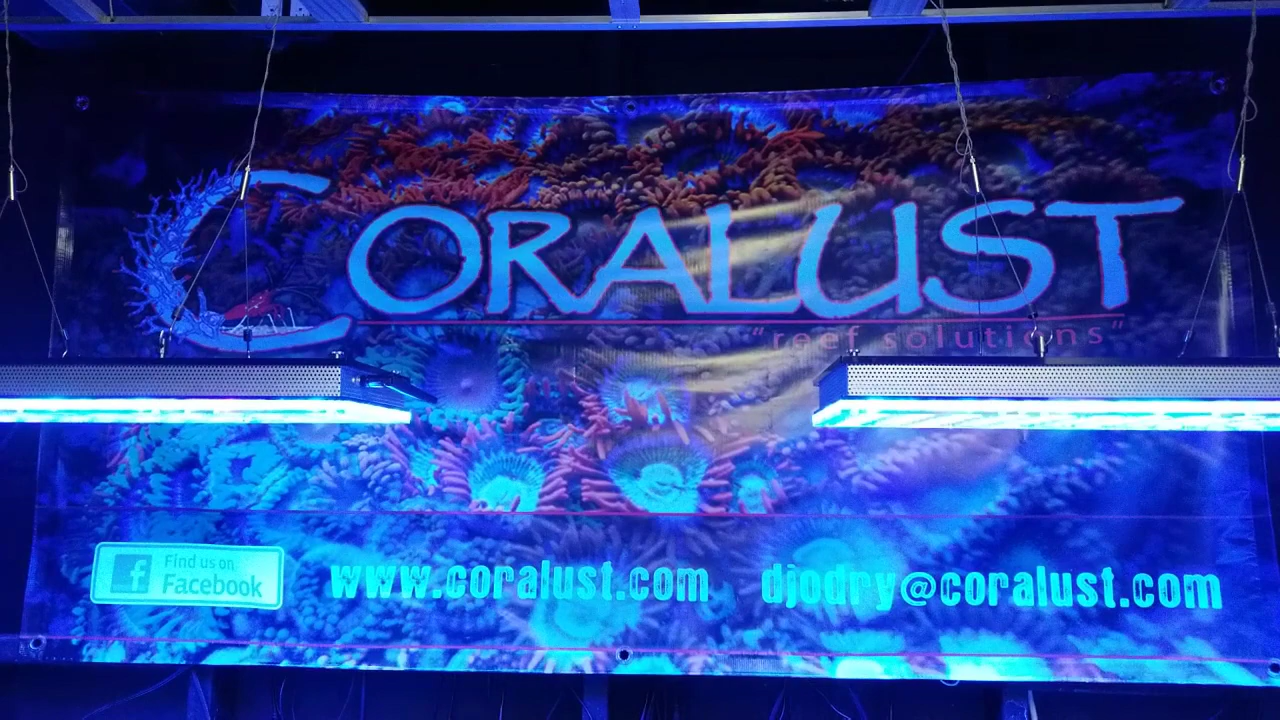 CORALUST
"reef solutions"
Find us on
Facebook
www.coralust.com
djodry@coralust.com